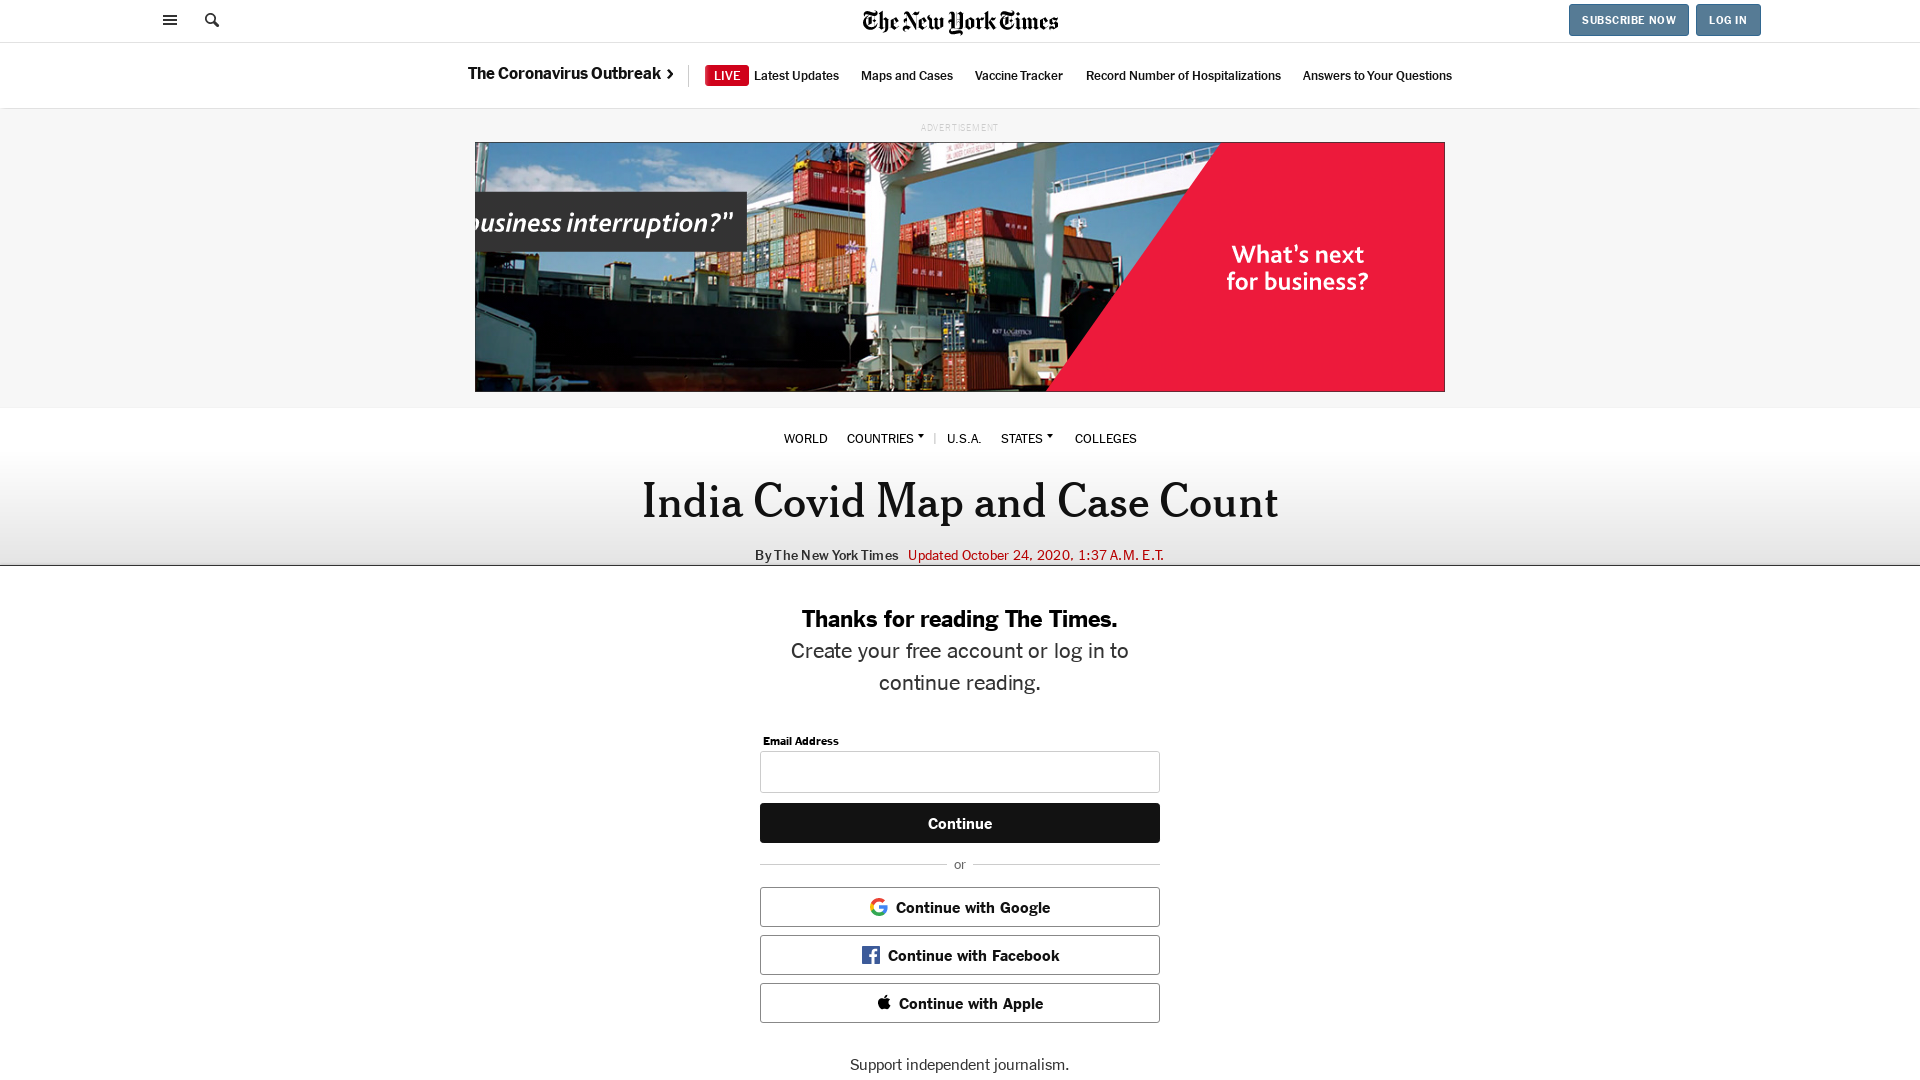 The New York Times
SUBSCRIBE NOW
LOG IN
The Coronavirus Outbreak
LIVE Latest Updates
Maps and Cases
Vaccine Tracker
Record Number of Hospitalizations
Answers to Your Questions
ADVERTISEMENT
business interruption?”
What’s next
for business?
WORLD
COUNTRIES
U.S.A.
STATES
COLLEGES
India Covid Map and Case Count
By The New York Times Updated October 24, 2020, 1:37 A.M. E.T.
Thanks for reading The Times.
Create your free account or log in to
continue reading.
Email Address
Continue
or
Continue with Google
Continue with Facebook
Continue with Apple
Support independent journalism.